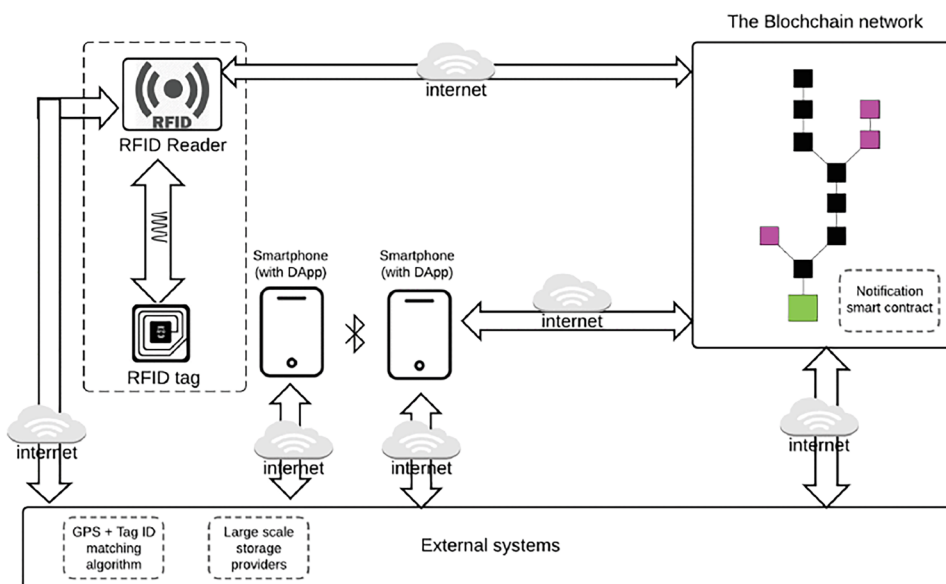 The Blochchain network
RFID
RFID Reader
internet
Smartphone
(with DApp)
Smartphone
(with DApp)
Notification
smart contract
internet
RFID tag
internet
internet
internet
internet
GPS + Tag ID
matching
algorithm
Large scale
storage
providers
External systems